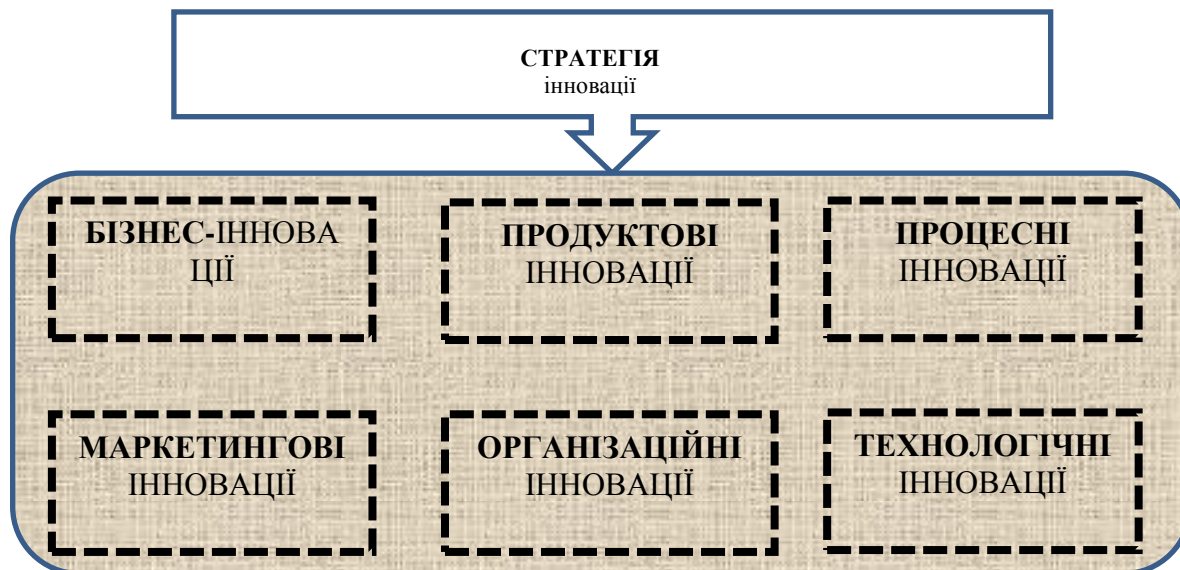 СТРАТЕГІЯ
інновації
БІЗНЕС-ІННОВА
ЦІЇ
ПРОДУКТОВІ
ІННОВАЦІЇ
ПРОЦЕСНІ
ІННОВАЦІЇ
МАРКЕТИНГОВІ
ІННОВАЦІЇ
ОРГАНІЗАЦІЙНІ
ІННОВАЦІЇ
ТЕХНОЛОГІЧНІ
ІННОВАЦІЇ